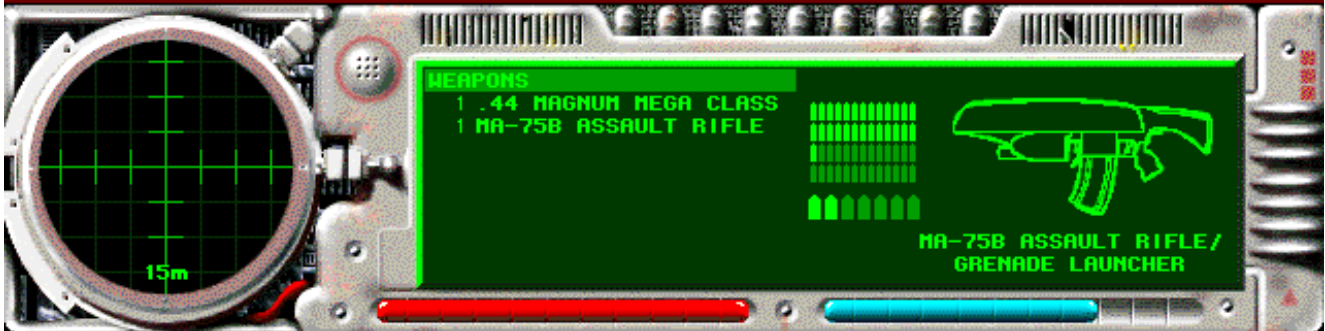 WEAPONS
1 .44 MAGNUM MEGA CLASS
1 MA-75B ASSAULT RIFLE
MA-75B ASSAULT RIFLE/
GRENADE LAUNCHER
15m